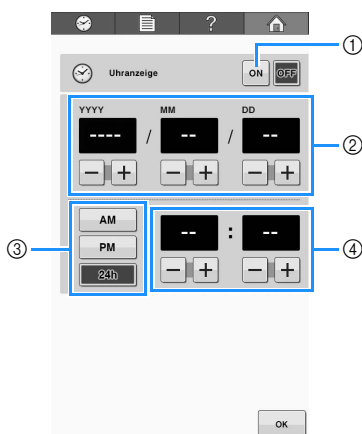 ?
①
Uhranzeige ON OFF
YYYY MM DD
---- / -- / --
②
− + − + − +
AM
PM
24h
-- : --
③
④
− + − +
OK